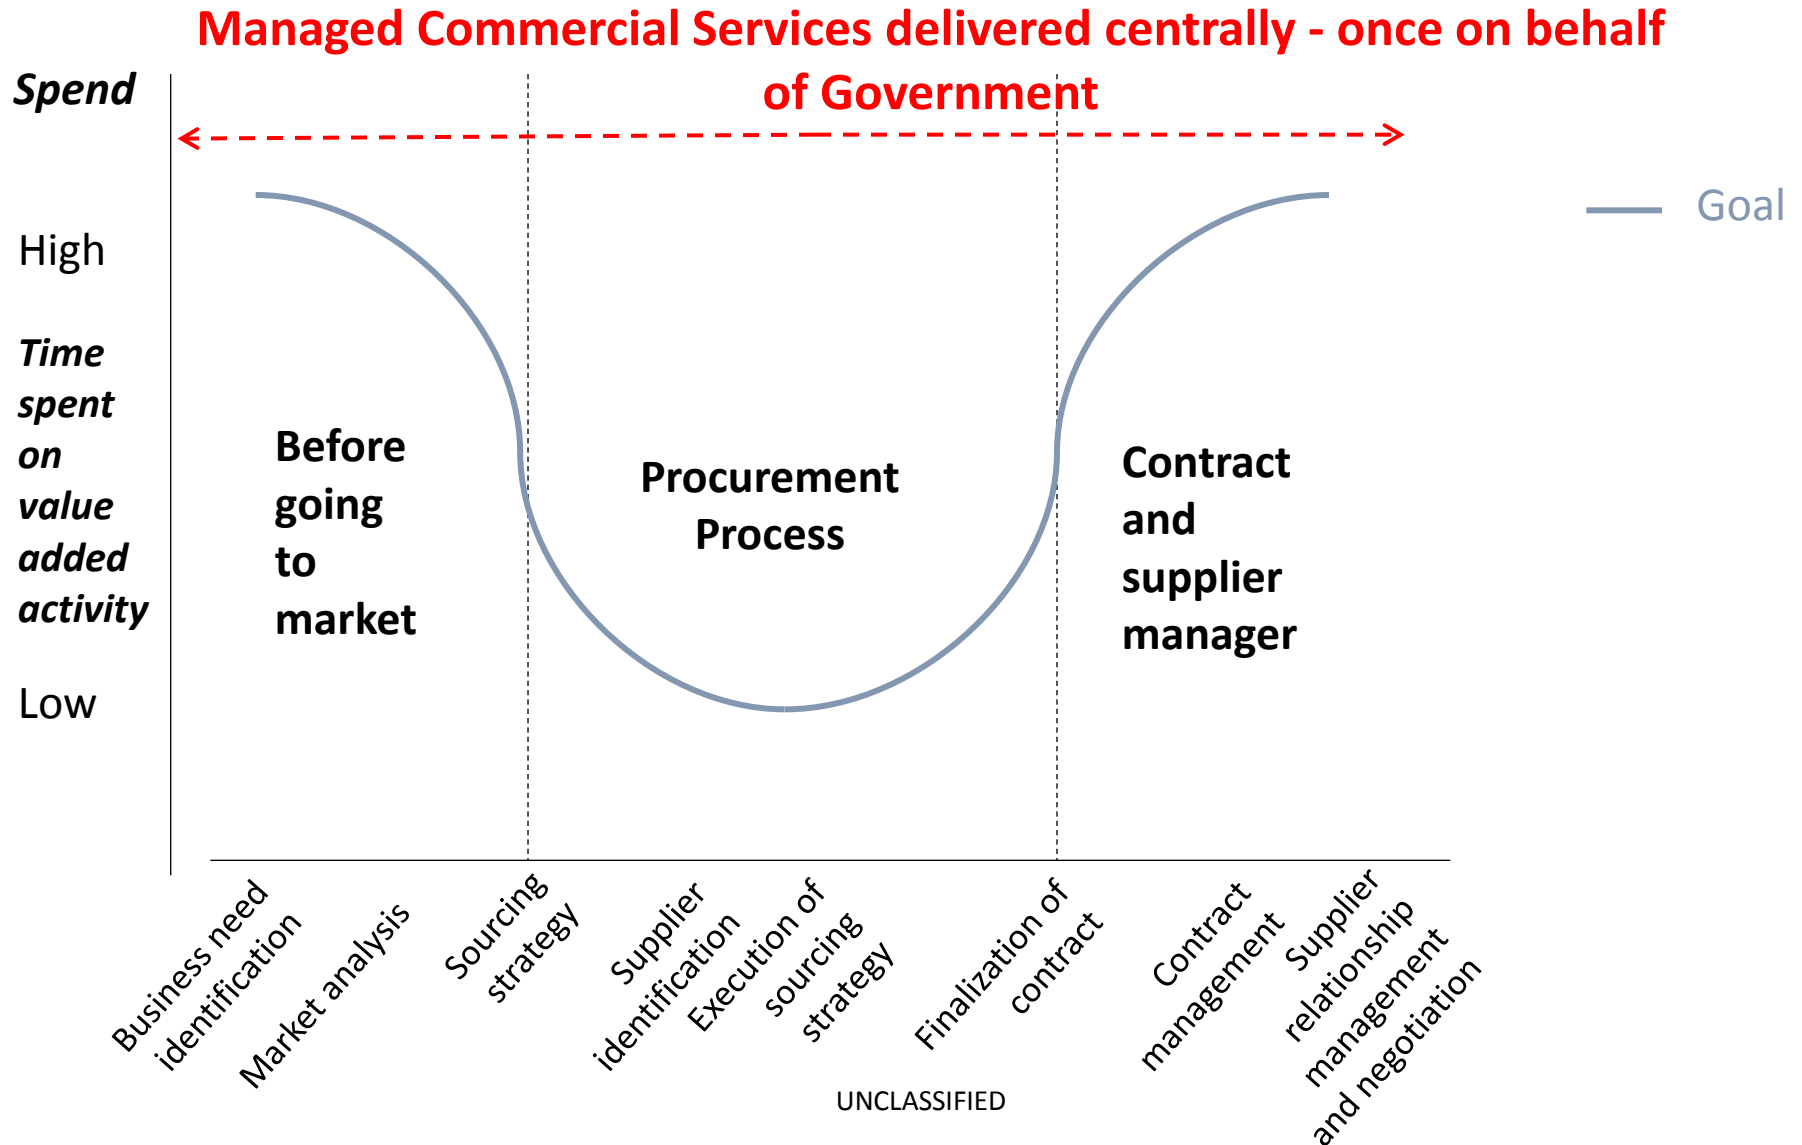 Managed Commercial Services delivered centrally - once on behalf
of Government
Spend
Goal
High
Time
spent
on
value
added
activity
Low
Before
going
to
market
Procurement
Process
Contract
and
supplier
manager
Business need
identification
Market analysis
Sourcing
strategy
Supplier
identification
Execution of
sourcing
strategy
Finalization of
contract
Contract
management
Supplier
relationship
management
and negotiation
UNCLASSIFIED